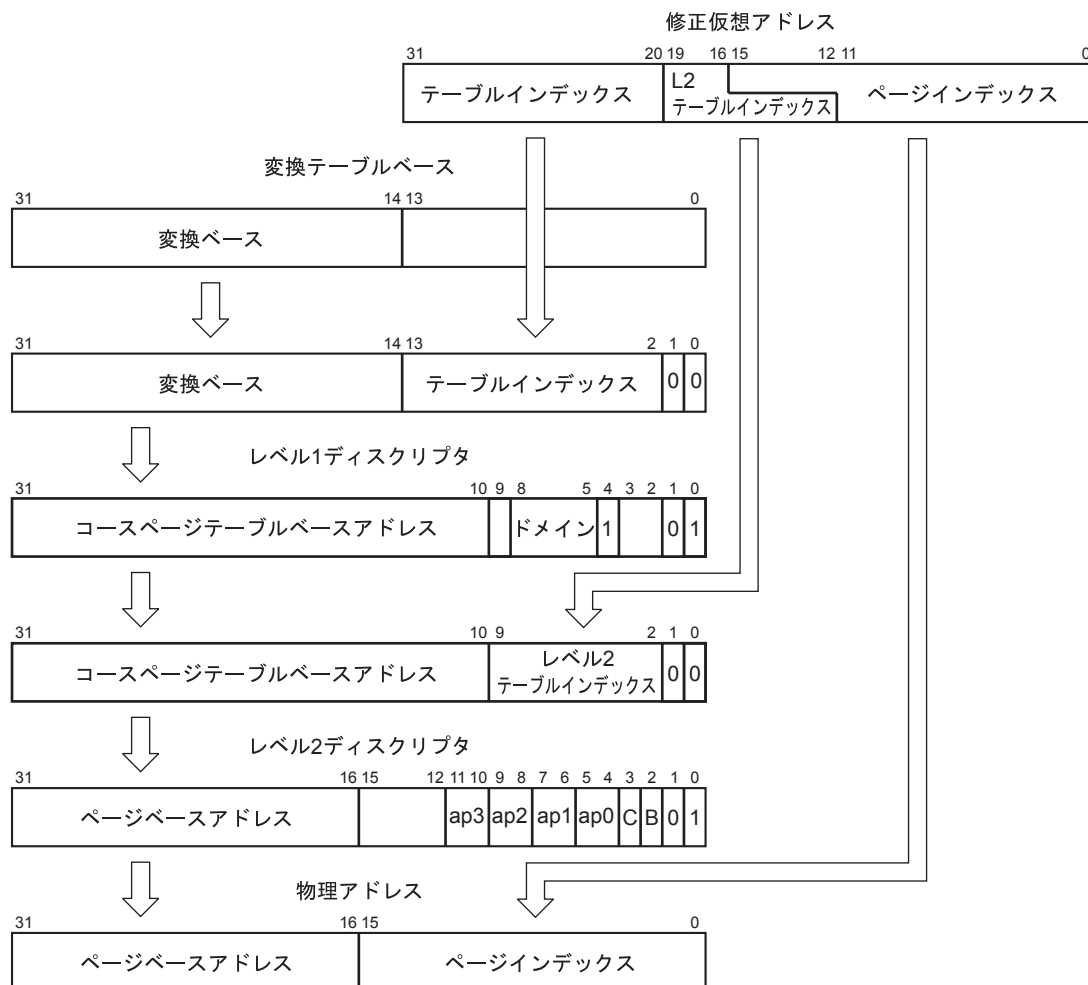 修正仮想アドレス
31 20 19 16 15 12 11 0
テーブルインデックス L2 テーブルインデックス ページインデックス
変換テーブルベース
31 14 13 0
変換ベース
31 14 13 2 1 0
変換ベース テーブルインデックス 0 0
レベル1ディスクリプタ
31 10 9 8 5 4 3 2 1 0
コースページテーブルベースアドレス ドメイン 1 0 1
31 10 9 2 1 0
コースページテーブルベースアドレス レベル2 テーブルインデックス 0 0
レベル2ディスクリプタ
31 16 15 12 11 10 9 8 7 6 5 4 3 2 1 0
ページベースアドレス ap3 ap2 ap1 ap0 C B 0 1
物理アドレス
31 16 15 0
ページベースアドレス ページインデックス